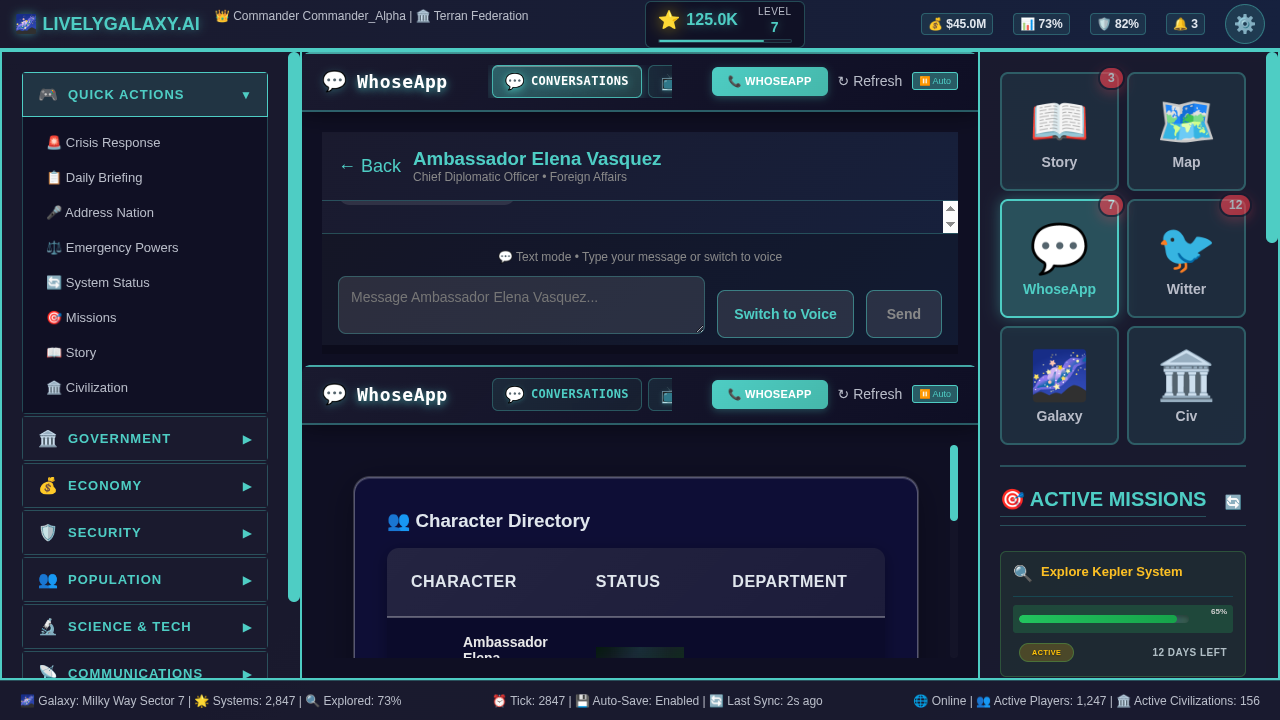 🌌 LIVELYGALAXY.AI
👑 Commander Commander_Alpha | 🏛️ Terran Federation
⭐ 125.0K
LEVEL
7
💰 $45.0M
📊 73%
🛡️ 82%
🔔 3
🎮 QUICK ACTIONS ▼
🚨 Crisis Response
📋 Daily Briefing
🎤 Address Nation
⚖️ Emergency Powers
🔄 System Status
🎯 Missions
📖 Story
🏛️ Civilization
🏛️ GOVERNMENT ▶
💰 ECONOMY ▶
🛡️ SECURITY ▶
👥 POPULATION ▶
🔬 SCIENCE & TECH ▶
📡 COMMUNICATIONS ▶
💬 WhoseApp
💬 CONVERSATIONS
📞 WHOSEAPP
↻ Refresh
⏸️ Auto
← Back
Ambassador Elena Vasquez
Chief Diplomatic Officer • Foreign Affairs
💬 Text mode • Type your message or switch to voice
Message Ambassador Elena Vasquez...
Switch to Voice
Send
💬 WhoseApp
💬 CONVERSATIONS
📞 WHOSEAPP
↻ Refresh
⏸️ Auto
👥 Character Directory
CHARACTER STATUS DEPARTMENT
Ambassador
Elena
3
Story
Map
7
WhoseApp
12
Witter
Galaxy
Civ
🎯 ACTIVE MISSIONS 🔄
🔍 Explore Kepler System
65%
ACTIVE
12 DAYS LEFT
🌌 Galaxy: Milky Way Sector 7 | 🌟 Systems: 2,847 | 🔍 Explored: 73%
⏰ Tick: 2847 | 💾 Auto-Save: Enabled | 🔄 Last Sync: 2s ago
🌐 Online | 👥 Active Players: 1,247 | 🏛️ Active Civilizations: 156